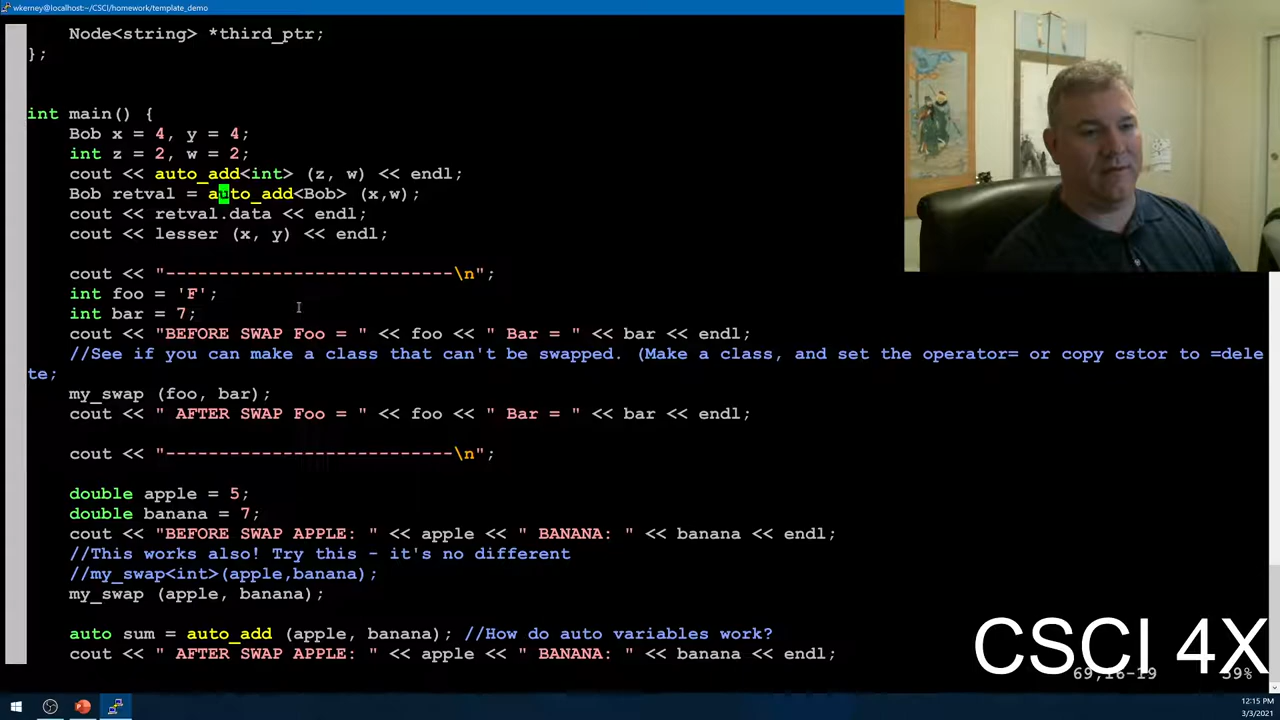 wkerney@localhost:~/CSCI/homework/template_demo
Node<string> *third_ptr;
};
int main() {
Bob x = 4, y = 4;
int z = 2, w = 2;
cout << auto_add<int> (z, w) << endl;
Bob retval = auto_add<Bob> (x,w);
cout << retval.data << endl;
cout << lesser (x, y) << endl;
cout << "---------------------------\n";
int foo = 'F';
int bar = 7;
cout << "BEFORE SWAP Foo = " << foo << " Bar = " << bar << endl;
//See if you can make a class that can't be swapped. (Make a class, and set the operator= or copy cstor to =dele
te;
my_swap (foo, bar);
cout << " AFTER SWAP Foo = " << foo << " Bar = " << bar << endl;
cout << "---------------------------\n";
double apple = 5;
double banana = 7;
cout << "BEFORE SWAP APPLE: " << apple << " BANANA: " << banana << endl;
//This works also! Try this - it's no different
//my_swap<int>(apple,banana);
my_swap (apple, banana);
auto sum = auto_add (apple, banana); //How do auto variables work?
cout << " AFTER SWAP APPLE: " << apple << " BANANA: " << banana << endl;
CSCI 4X
69,16-19 59%
12:15 PM
3/3/2021